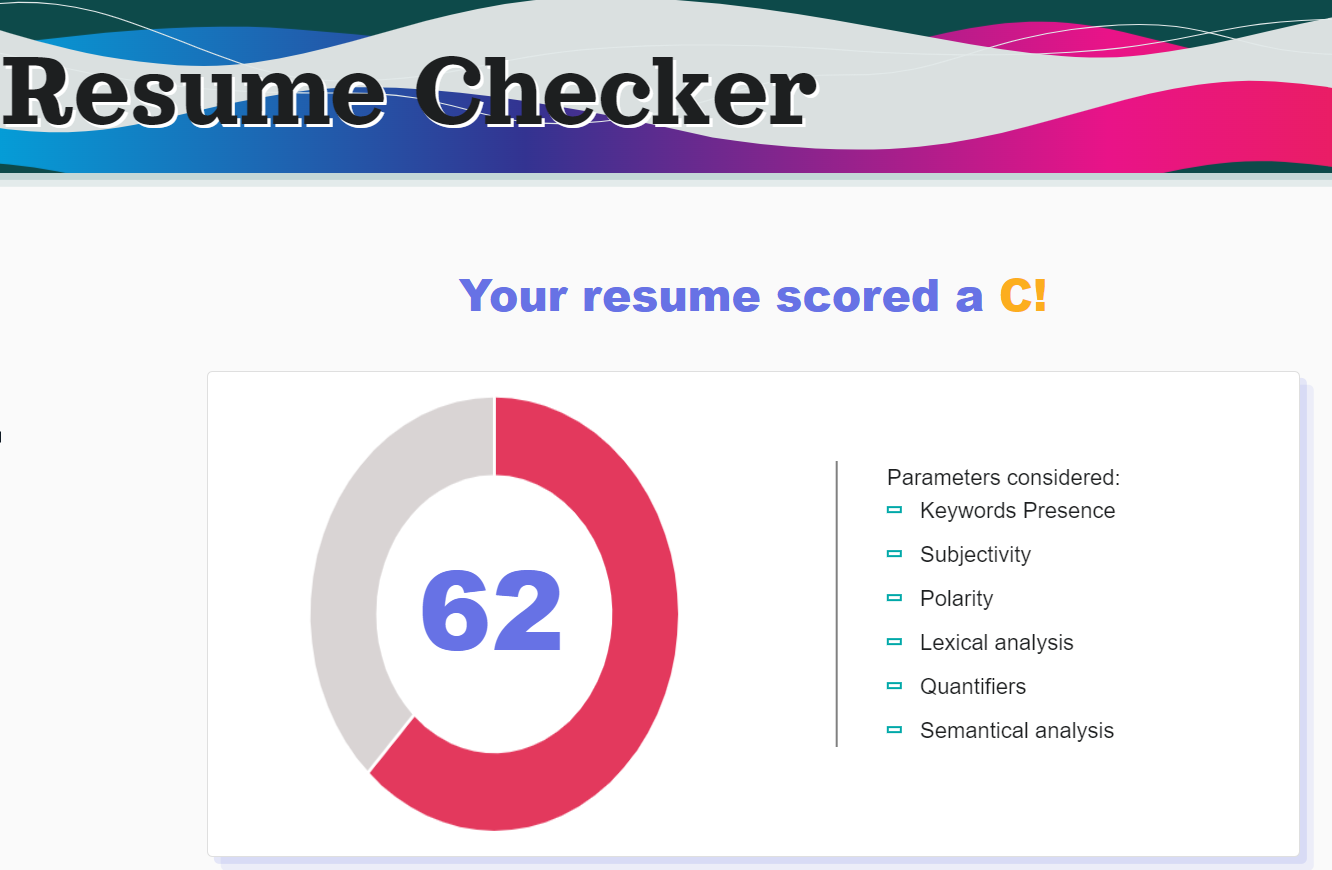 Resume Checker
Your resume scored a C!
62
Parameters considered:
Keywords Presence
Subjectivity
Polarity
Lexical analysis
Quantifiers
Semantical analysis